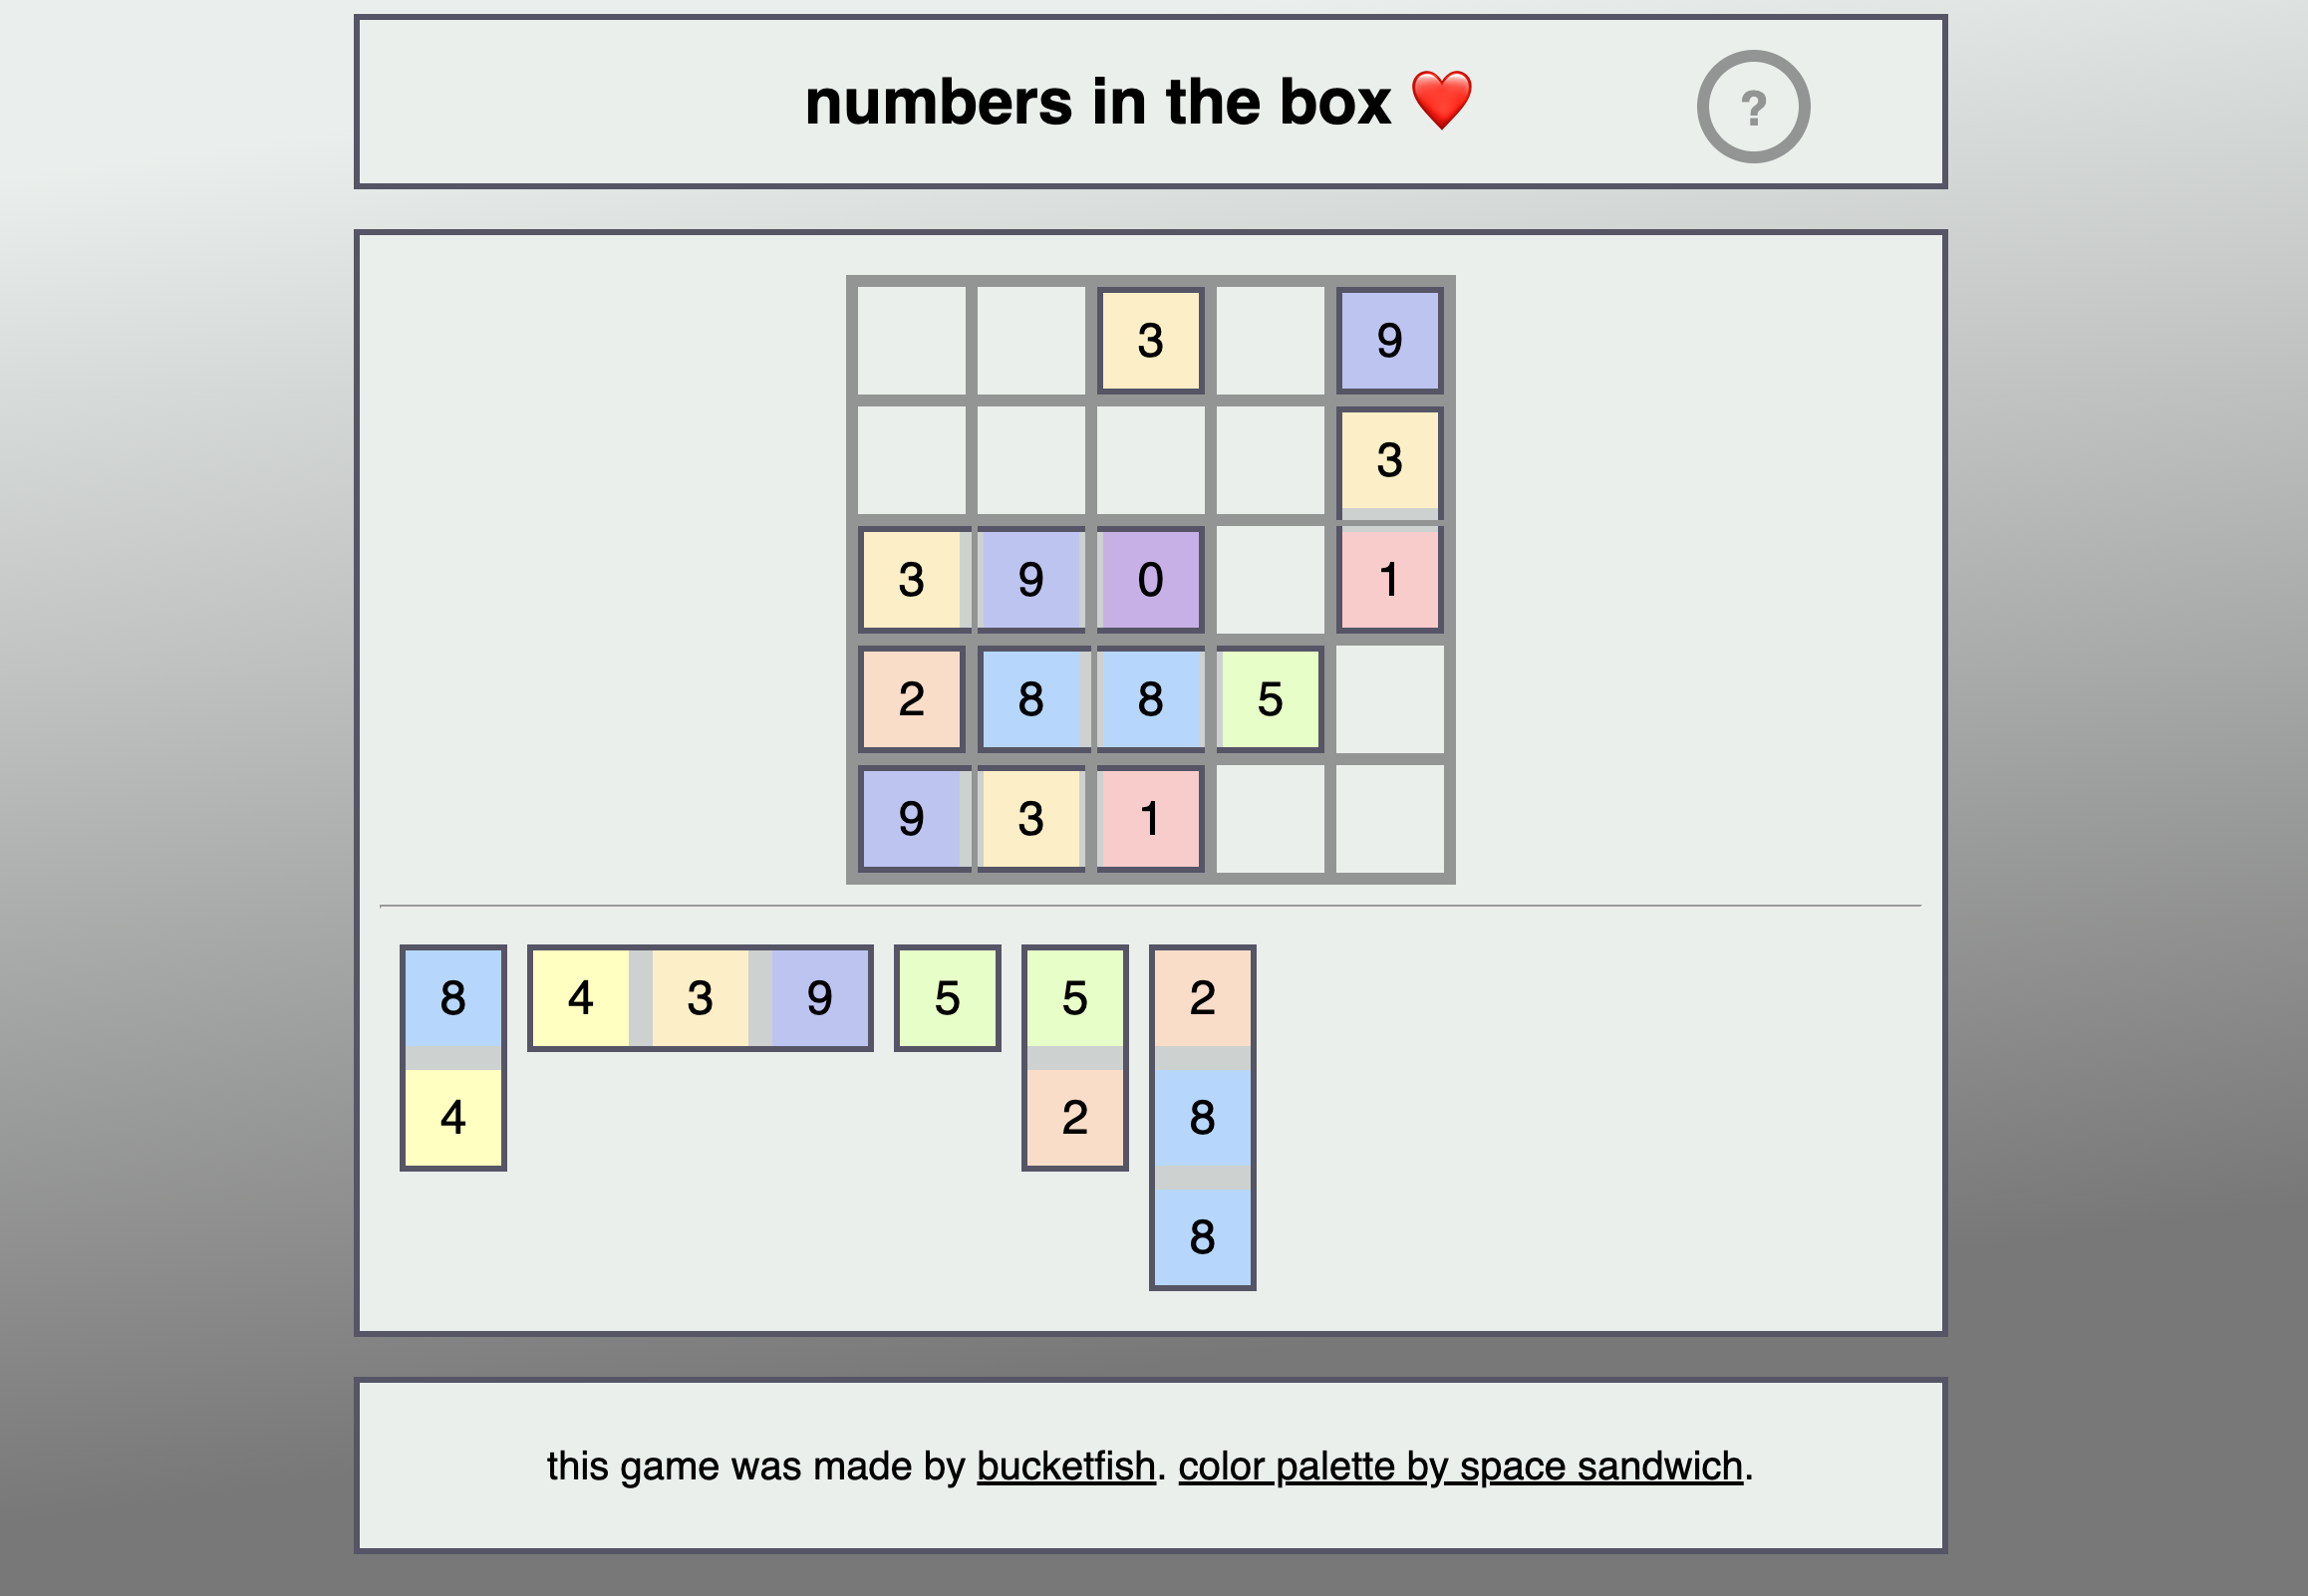 numbers in the box ❤️ ?
3 9
3
3 9 0 1
2 8 8 5
9 3 1
8 4 3 9 5 5 2
4 2 8
8
this game was made by bucketfish. color palette by space sandwich.